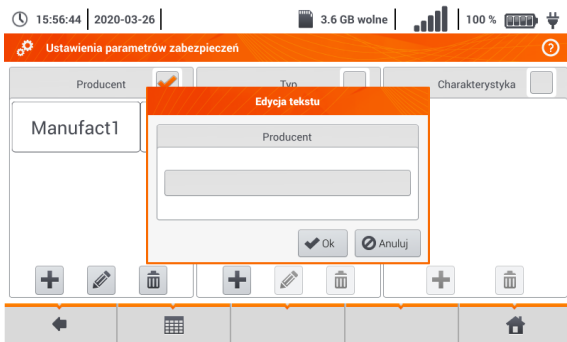 15:56:44 2020-03-26 3.6 GB wolne 100 %
Ustawienia parametrów zabezpieczeń
Producent Typ Charakterystyka
Edycja tekstu
Manufact1 Producent
Ok Anuluj